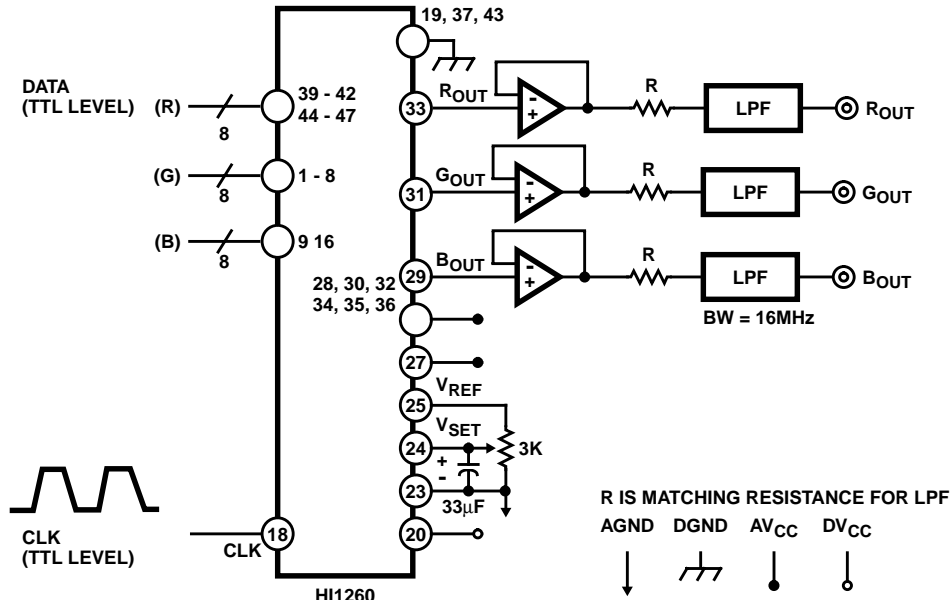 19, 37, 43
DATA
(TTL LEVEL)
(R)
8
39 - 42
44 - 47
33
ROUT
R
LPF
ROUT
(G)
8
1 - 8
31
GOUT
R
LPF
GOUT
(B)
8
9 16
29
BOUT
R
LPF
BOUT
BW = 16MHz
28, 30, 32
34, 35, 36
27
VREF
25
VSET
24
+
-
3K
23
33μF
20
CLK
(TTL LEVEL)
CLK
18
HI1260
R IS MATCHING RESISTANCE FOR LPF
AGND DGND AVCC DVCC